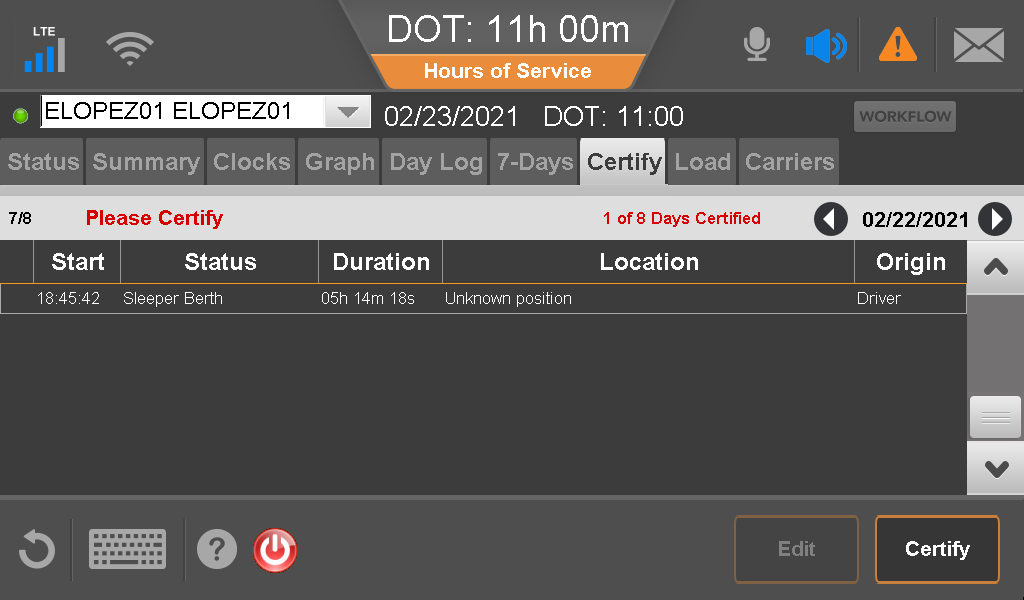 LTE
DOT: 11h 00m
Hours of Service
ELOPEZ01 ELOPEZ01
02/23/2021 DOT: 11:00
WORKFLOW
Status Summary Clocks Graph Day Log 7-Days Certify Load Carriers
7/8 Please Certify 1 of 8 Days Certified 02/22/2021
Start Status Duration Location Origin
18:45:42 Sleeper Berth 05h 14m 18s Unknown position Driver
?
Edit Certify